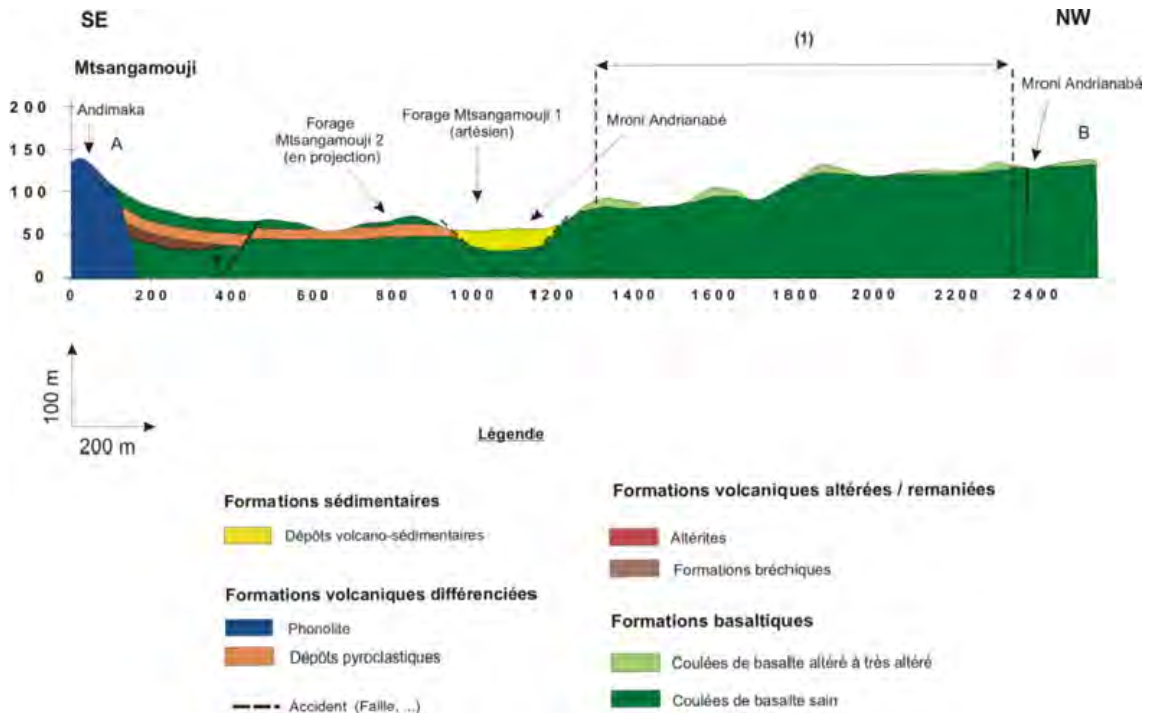 SE
NW
(1)
Mtsangamouji
Mroni Andrianabé
200
Andimaka
Forage Mtsangamouji 1
(artésien)
Forage
Mtsangamouji 2
(en projection)
Mroni Andrianabé
A
B
150
100
50
0
0 200 400 600 800 1000 1200 1400 1600 1800 2000 2200 2400
100 m
200 m
Légende
Formations sédimentaires
Dépôts volcano-sédimentaires
Formations volcaniques différenciées
Phonolite
Dépôts pyroclastiques
Accident (Faille, ...)
Formations volcaniques altérées / remaniées
Altérites
Formations bréchiques
Formations basaltiques
Coulées de basalte altéré à très altéré
Coulées de basalte sain